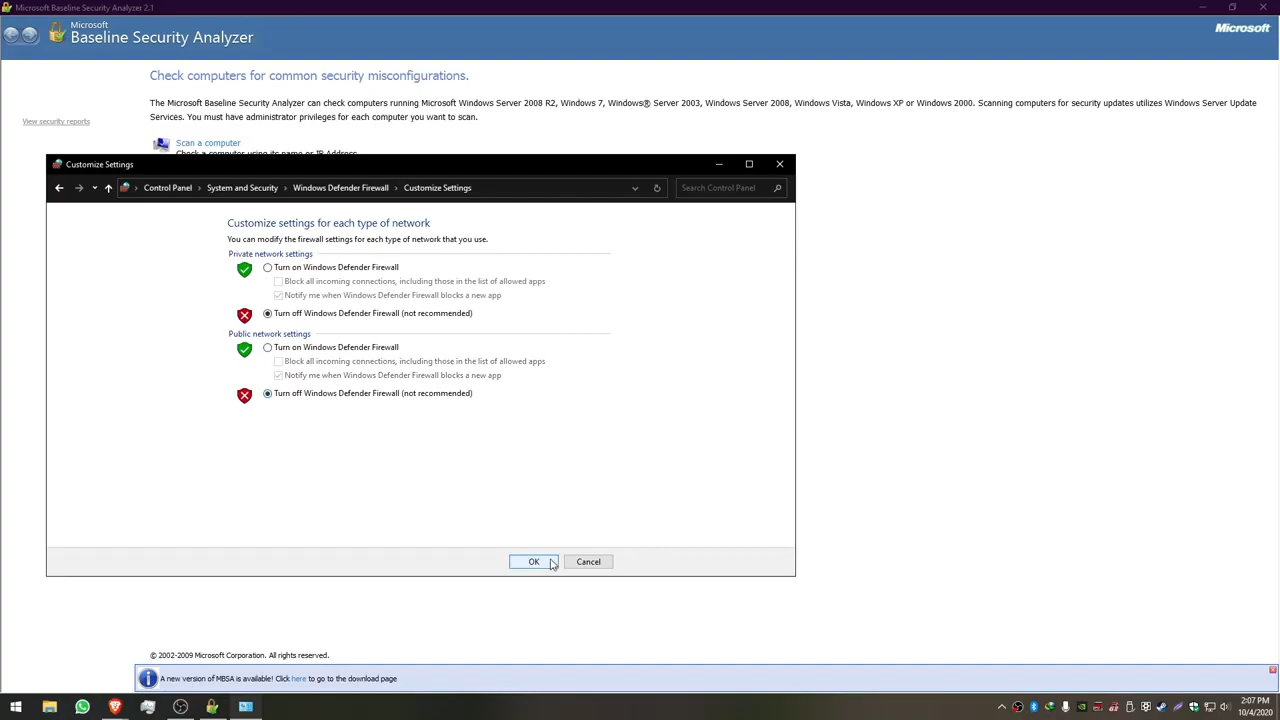 Microsoft Baseline Security Analyzer 2.1
Microsoft
Baseline Security Analyzer
Microsoft
Check computers for common security misconfigurations.
The Microsoft Baseline Security Analyzer can check computers running Microsoft Windows Server 2008 R2, Windows 7, Windows® Server 2003, Windows Server 2008, Windows Vista, Windows XP or Windows 2000. Scanning computers for security updates utilizes Windows Server Update
Services. You must have administrator privileges for each computer you want to scan.
View security reports
Scan a computer
Check a computer using its name or IP Address
Customize Settings
Control Panel › System and Security › Windows Defender Firewall › Customize Settings
Search Control Panel
Customize settings for each type of network
You can modify the firewall settings for each type of network that you use.
Private network settings
Turn on Windows Defender Firewall
Block all incoming connections, including those in the list of allowed apps
Notify me when Windows Defender Firewall blocks a new app
Turn off Windows Defender Firewall (not recommended)
Public network settings
Turn on Windows Defender Firewall
Block all incoming connections, including those in the list of allowed apps
Notify me when Windows Defender Firewall blocks a new app
Turn off Windows Defender Firewall (not recommended)
OK
Cancel
© 2002-2009 Microsoft Corporation. All rights reserved.
A new version of MBSA is available! Click here to go to the download page
2:07 PM
10/4/2020